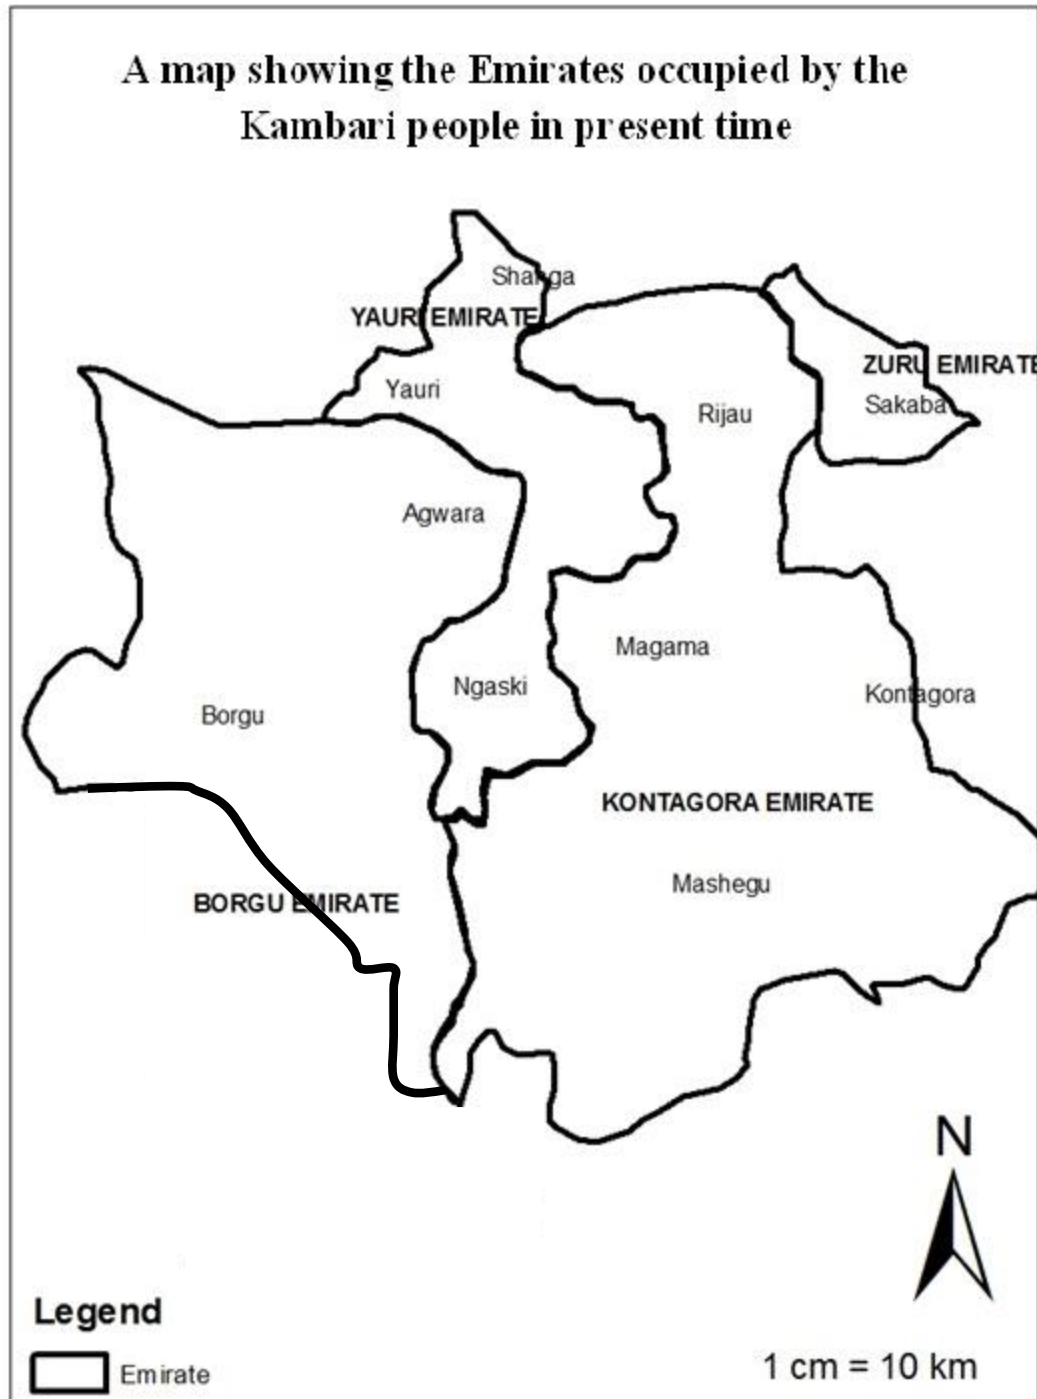 A map showing the Emirates occupied by the
Kambari people in present time
Shanga
YAURI EMIRATE
ZURU EMIRATE
Yauri
Sakaba
Rijau
Agwara
Magama
Ngaski
Kontagora
Borgu
KONTAGORA EMIRATE
Mashegu
BORGU EMIRATE
N
Legend
Emirate
1 cm = 10 km